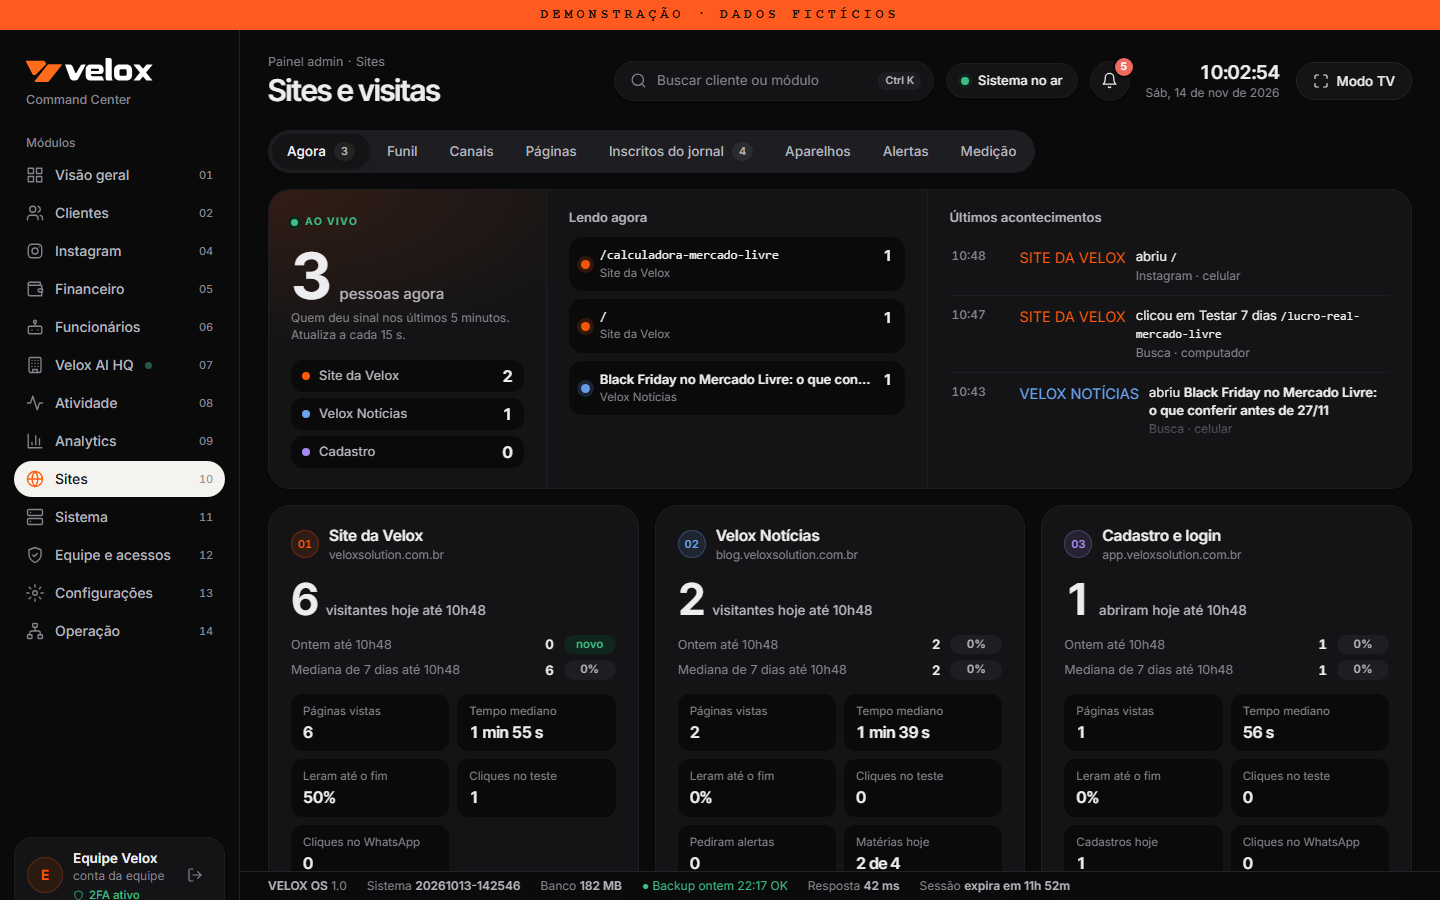 DEMONSTRAÇÃO · DADOS FICTÍCIOS
velox
Command Center
Módulos
Visão geral 01
Clientes 02
Instagram 04
Financeiro 05
Funcionários 06
Velox AI HQ 07
Atividade 08
Analytics 09
Sites 10
Sistema 11
Equipe e acessos 12
Configurações 13
Operação 14
E
Equipe Velox
conta da equipe
2FA ativo
Painel admin · Sites
Sites e visitas
Buscar cliente ou módulo Ctrl K
Sistema no ar
5
10:02:54
Sáb, 14 de nov de 2026
Modo TV
Agora 3 Funil Canais Páginas Inscritos do jornal 4 Aparelhos Alertas Medição
AO VIVO
3 pessoas agora
Quem deu sinal nos últimos 5 minutos.
Atualiza a cada 15 s.
Site da Velox 2
Velox Notícias 1
Cadastro 0
Lendo agora
/calculadora-mercado-livre 1
Site da Velox
/ 1
Site da Velox
Black Friday no Mercado Livre: o que con... 1
Velox Notícias
Últimos acontecimentos
10:48 SITE DA VELOX abriu /
Instagram · celular
10:47 SITE DA VELOX clicou em Testar 7 dias /lucro-real-
mercado-livre
Busca · computador
10:43 VELOX NOTÍCIAS abriu Black Friday no Mercado Livre:
o que conferir antes de 27/11
Busca · celular
01 Site da Velox
veloxsolution.com.br
6 visitantes hoje até 10h48
Ontem até 10h48 0 novo
Mediana de 7 dias até 10h48 6 0%
Páginas vistas
6
Tempo mediano
1 min 55 s
Leram até o fim
50%
Cliques no teste
1
Cliques no WhatsApp
0
02 Velox Notícias
blog.veloxsolution.com.br
2 visitantes hoje até 10h48
Ontem até 10h48 2 0%
Mediana de 7 dias até 10h48 2 0%
Páginas vistas
2
Tempo mediano
1 min 39 s
Leram até o fim
0%
Cliques no teste
0
Pediram alertas
0
Matérias hoje
2 de 4
03 Cadastro e login
app.veloxsolution.com.br
1 abriram hoje até 10h48
Ontem até 10h48 1 0%
Mediana de 7 dias até 10h48 1 0%
Páginas vistas
1
Tempo mediano
56 s
Leram até o fim
0%
Cliques no teste
0
Cadastros hoje
1
Cliques no WhatsApp
0
VELOX OS 1.0 Sistema 20261013-142546 Banco 182 MB Backup ontem 22:17 OK Resposta 42 ms Sessão expira em 11h 52m